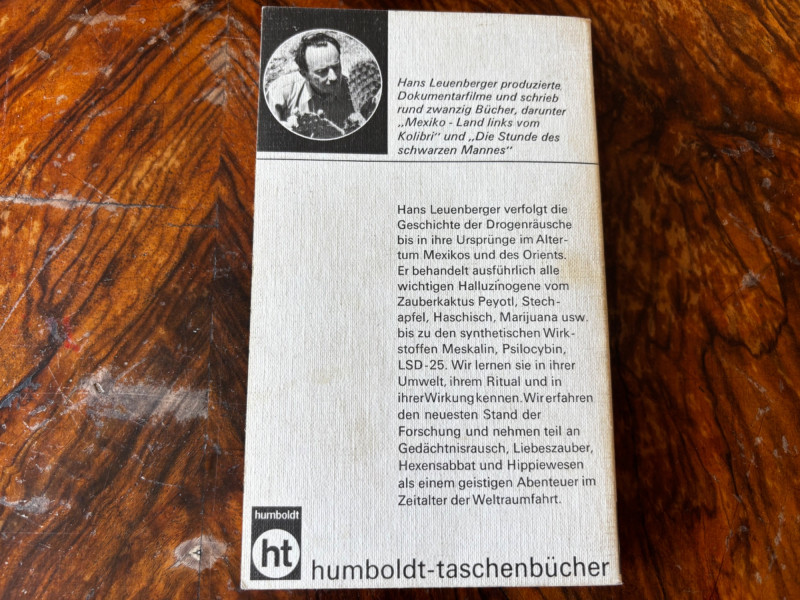 Hans Leuenberger produzierte
Dokumentarfilme und schrieb
rund zwanzig Bücher, darunter
„Mexiko - Land links vom
Kolibri" und „Die Stunde des
schwarzen Mannes"
Hans Leuenberger verfolgt die
Geschichte der Drogenräusche
bis in ihre Ursprünge im Alter-
tum Mexikos und des Orients.
Er behandelt ausführlich alle
wichtigen Halluzínogene vom
Zauberkaktus Peyotl, Stech-
apfel, Haschisch, Marijuana usw.
bis zu den synthetischen Wirk-
stoffen Meskalin, Psilocybin,
LSD-25. Wir lernen sie in ihrer
Umwelt, ihrem Ritual und in
ihrer Wirkung kennen. Wir erfahren
den neuesten Stand der
Forschung und nehmen teil an
Gedächtnisrausch, Liebeszauber,
Hexensabbat und Hippiewesen
als einem geistigen Abenteuer im
Zeitalter der Weltraumfahrt.
humboldt
ht
humboldt-taschenbücher